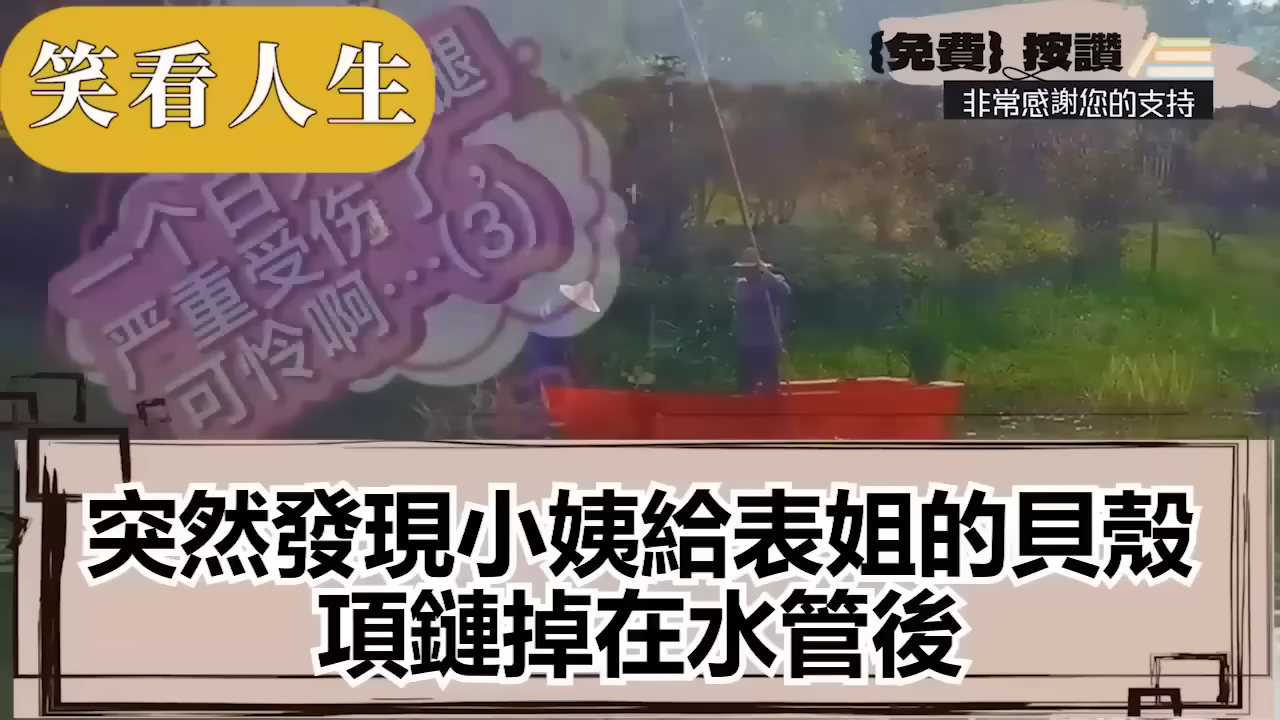 笑看人生
{免費} 按讚
非常感謝您的支持
腿
一个日
严重受伤了,
可怜啊…(3)
突然發現小姨給表姐的貝殼
項鏈掉在水管後